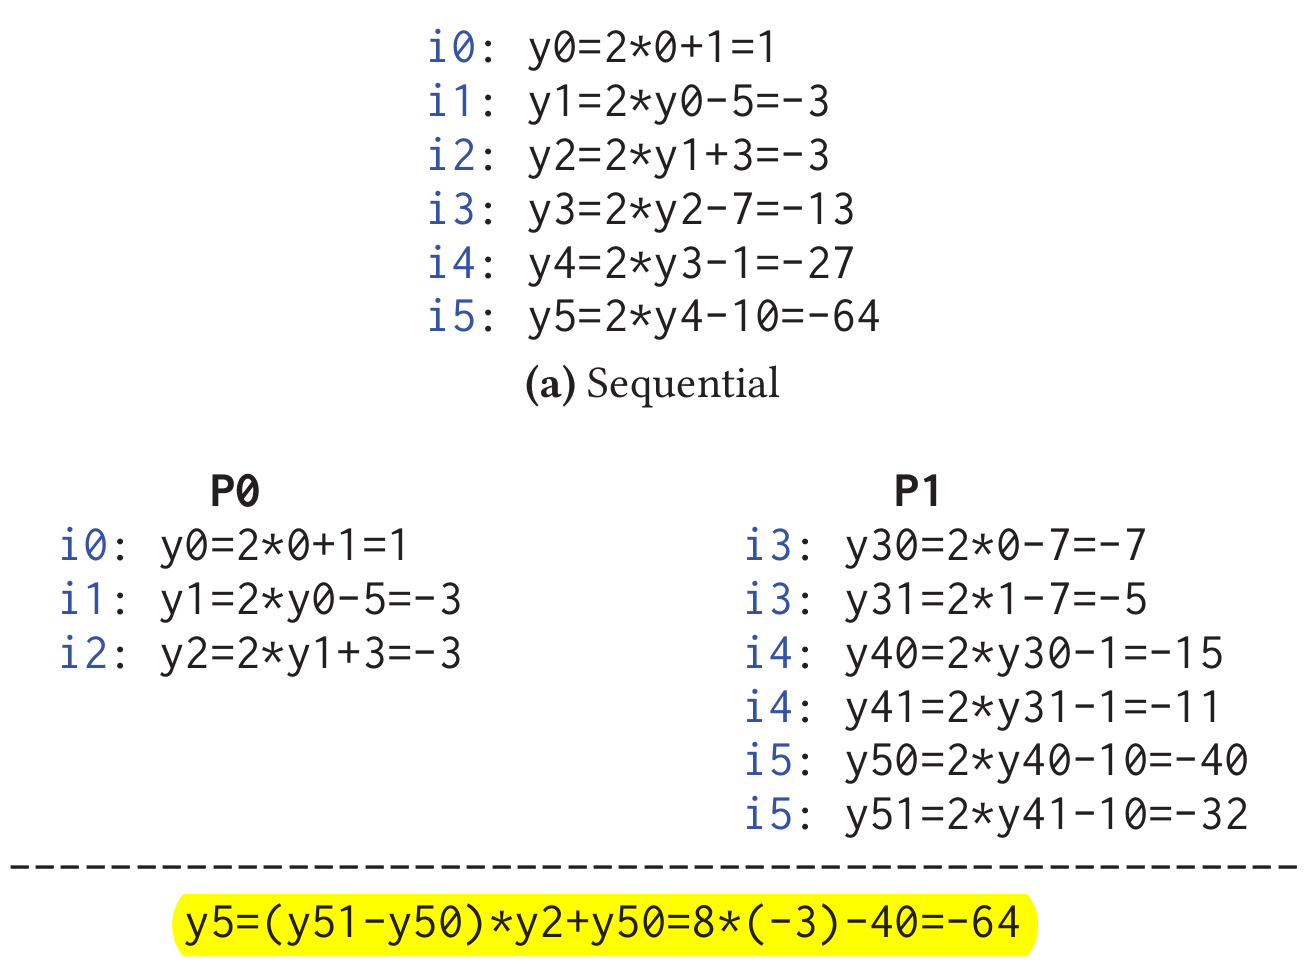 i0: y0=2*0+1=1
i1: y1=2*y0-5=-3
i2: y2=2*y1+3=-3
i3: y3=2*y2-7=-13
i4: y4=2*y3-1=-27
i5: y5=2*y4-10=-64
(a) Sequential
P0
i0: y0=2*0+1=1
i1: y1=2*y0-5=-3
i2: y2=2*y1+3=-3
P1
i3: y30=2*0-7=-7
i3: y31=2*1-7=-5
i4: y40=2*y30-1=-15
i4: y41=2*y31-1=-11
i5: y50=2*y40-10=-40
i5: y51=2*y41-10=-32
y5=(y51-y50)*y2+y50=8*(-3)-40=-64